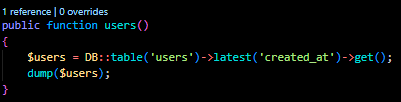 1 reference | 0 overrides
public function users()
{
    $users = DB::table('users')->latest('created_at')->get();
    dump($users);
}